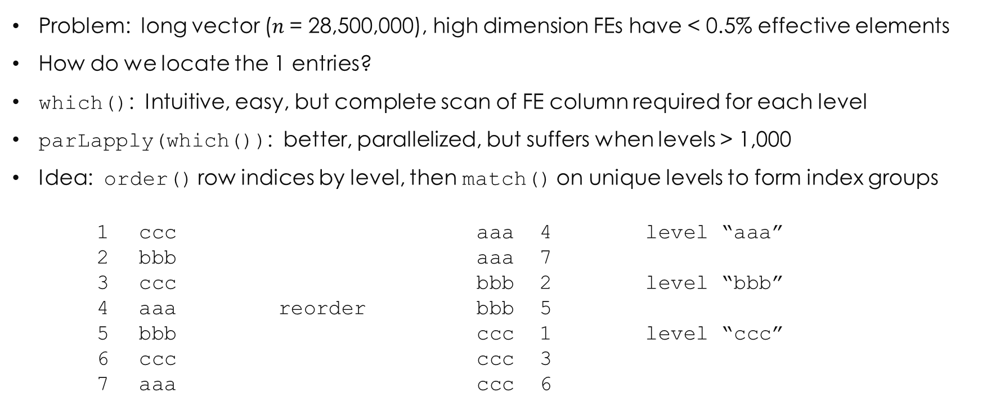 • Problem: long vector (n = 28,500,000), high dimension FEs have < 0.5% effective elements
• How do we locate the 1 entries?
• which(): Intuitive, easy, but complete scan of FE column required for each level
• parLapply(which()): better, parallelized, but suffers when levels > 1,000
• Idea: order() row indices by level, then match() on unique levels to form index groups
1 ccc aaa 4 level “aaa”
2 bbb aaa 7
3 ccc bbb 2 level “bbb”
4 aaa reorder bbb 5
5 bbb ccc 1 level “ccc”
6 ccc ccc 3
7 aaa ccc 6